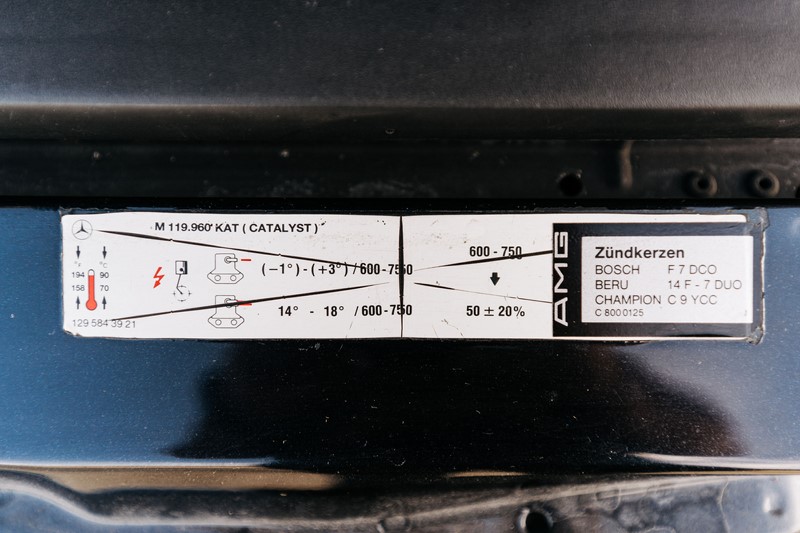 M 119.960 KAT ( CATALYST )
°F °C
194 90
158 70
( −1° ) - ( +3° ) / 600-750
14° - 18° / 600-750
129 584 39 21
600 - 750
50 ± 20%
AMG
Zündkerzen
BOSCH F 7 DCO
BERU 14 F - 7 DUO
CHAMPION C 9 YCC
C 800 0125